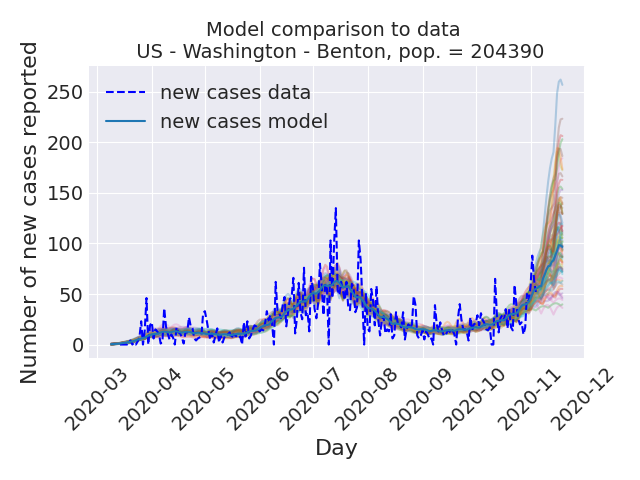 Model comparison to data
US - Washington - Benton, pop. = 204390
Number of new cases reported
250
200
150
100
50
0
new cases data
new cases model
2020-03
2020-04
2020-05
2020-06
2020-07
2020-08
2020-09
2020-10
2020-11
2020-12
Day